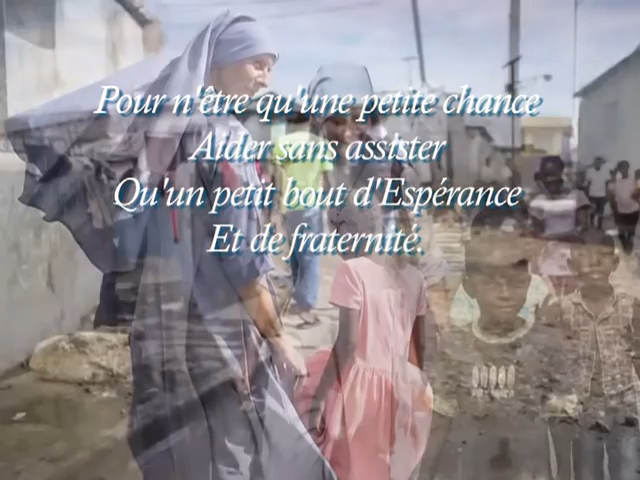 Pour n'être qu'une petite chance
Aider sans assister
Qu'un petit bout d'Espérance
Et de fraternité.